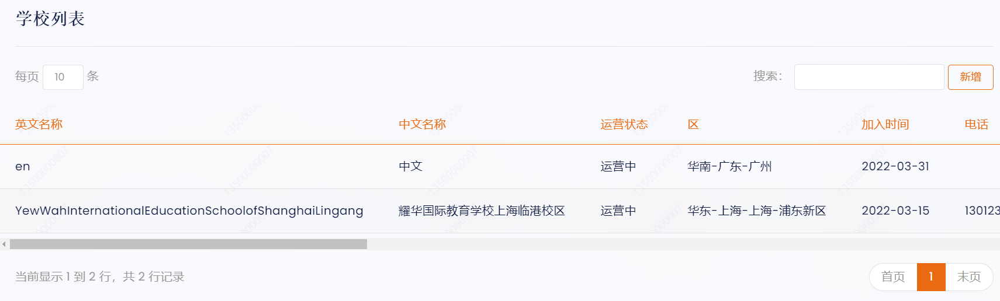 学校列表
每页 10 条 搜索： 新增
英文名称 中文名称 运营状态 区 加入时间 电话
en 中文 运营中 华南-广东-广州 2022-03-31
YewWahInternationalEducationSchoolofShanghaiLingang 耀华国际教育学校上海临港校区 运营中 华东-上海-上海-浦东新区 2022-03-15 130123
当前显示 1 到 2 行，共 2 行记录 首页 1 末页